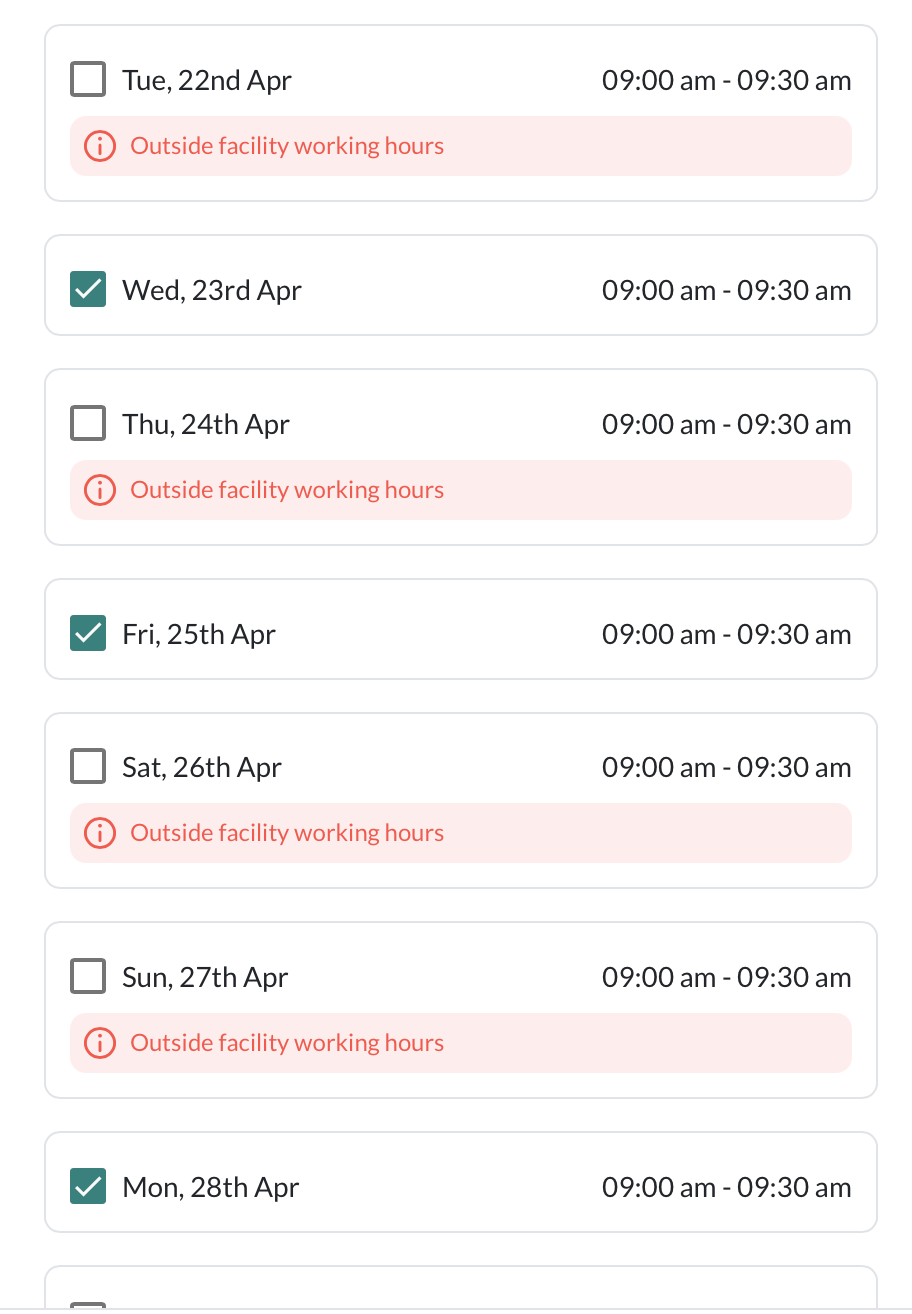 Tue, 22nd Apr 09:00 am - 09:30 am
Outside facility working hours
Wed, 23rd Apr 09:00 am - 09:30 am
Thu, 24th Apr 09:00 am - 09:30 am
Outside facility working hours
Fri, 25th Apr 09:00 am - 09:30 am
Sat, 26th Apr 09:00 am - 09:30 am
Outside facility working hours
Sun, 27th Apr 09:00 am - 09:30 am
Outside facility working hours
Mon, 28th Apr 09:00 am - 09:30 am